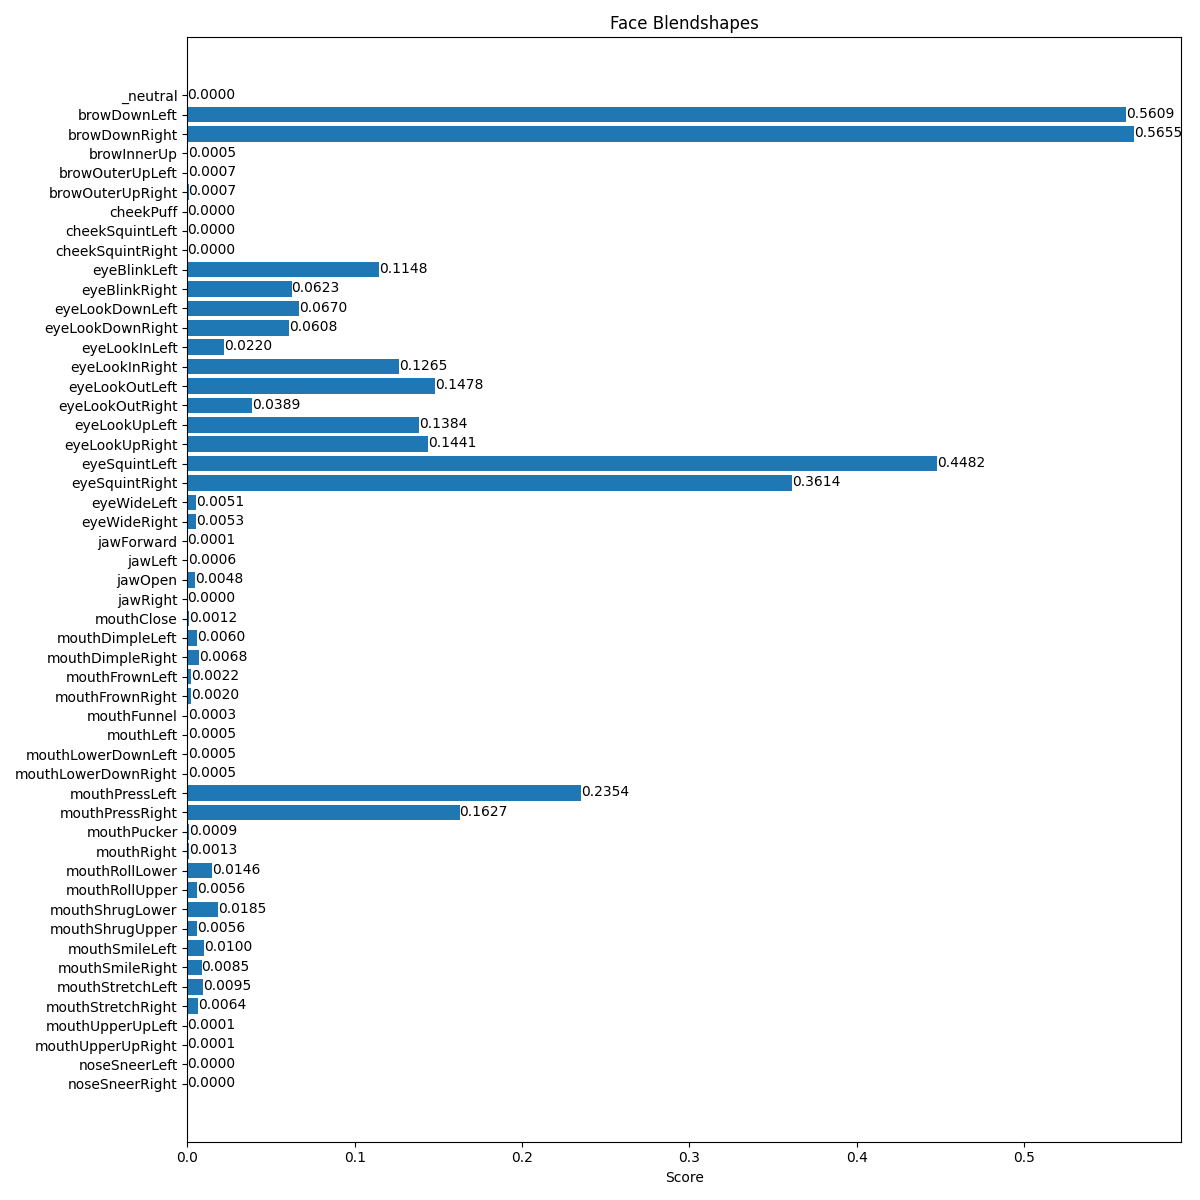 Face Blendshapes
_neutral 0.0000
browDownLeft 0.5609
browDownRight 0.5655
browInnerUp 0.0005
browOuterUpLeft 0.0007
browOuterUpRight 0.0007
cheekPuff 0.0000
cheekSquintLeft 0.0000
cheekSquintRight 0.0000
eyeBlinkLeft 0.1148
eyeBlinkRight 0.0623
eyeLookDownLeft 0.0670
eyeLookDownRight 0.0608
eyeLookInLeft 0.0220
eyeLookInRight 0.1265
eyeLookOutLeft 0.1478
eyeLookOutRight 0.0389
eyeLookUpLeft 0.1384
eyeLookUpRight 0.1441
eyeSquintLeft 0.4482
eyeSquintRight 0.3614
eyeWideLeft 0.0051
eyeWideRight 0.0053
jawForward 0.0001
jawLeft 0.0006
jawOpen 0.0048
jawRight 0.0000
mouthClose 0.0012
mouthDimpleLeft 0.0060
mouthDimpleRight 0.0068
mouthFrownLeft 0.0022
mouthFrownRight 0.0020
mouthFunnel 0.0003
mouthLeft 0.0005
mouthLowerDownLeft 0.0005
mouthLowerDownRight 0.0005
mouthPressLeft 0.2354
mouthPressRight 0.1627
mouthPucker 0.0009
mouthRight 0.0013
mouthRollLower 0.0146
mouthRollUpper 0.0056
mouthShrugLower 0.0185
mouthShrugUpper 0.0056
mouthSmileLeft 0.0100
mouthSmileRight 0.0085
mouthStretchLeft 0.0095
mouthStretchRight 0.0064
mouthUpperUpLeft 0.0001
mouthUpperUpRight 0.0001
noseSneerLeft 0.0000
noseSneerRight 0.0000
0.0 0.1 0.2 0.3 0.4 0.5
Score